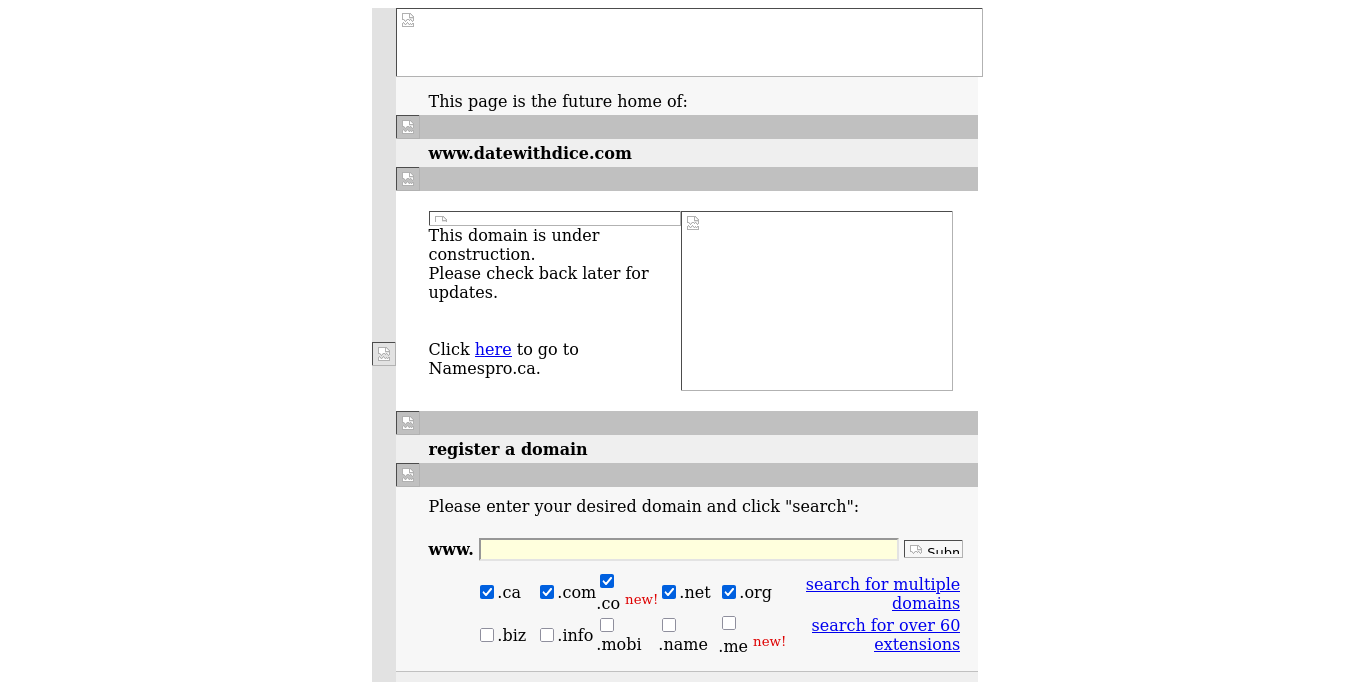 This page is the future home of:
www.datewithdice.com
This domain is under
construction.
Please check back later for
updates.
Click here to go to
Namespro.ca.
register a domain
Please enter your desired domain and click "search":
www.
.ca .com .co new! .net .org search for multiple
domains
.biz .info .mobi .name .me new! search for over 60
extensions